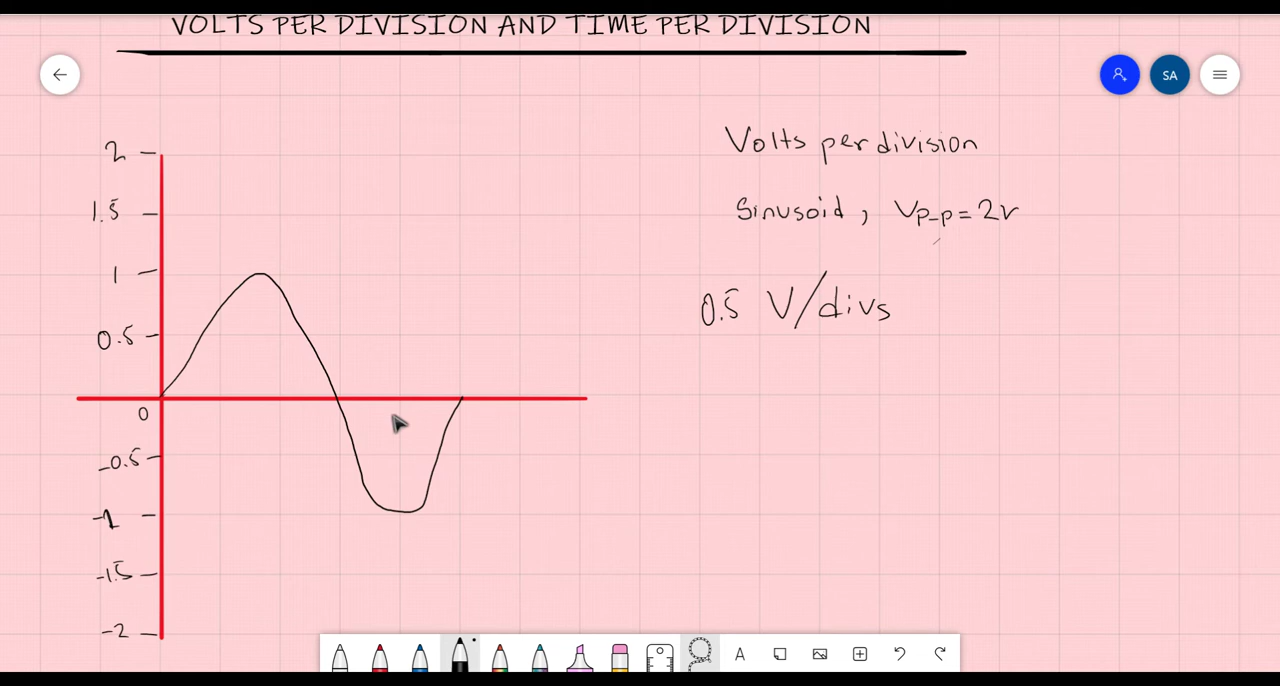 VOLTS PER DIVISION AND TIME PER DIVISION
SA
Volts per division
2
1.5
Sinusoid, Vp-p = 2v
1
0.5 V/divs
0.5
0
-0.5
-1
-1.5
-2
A